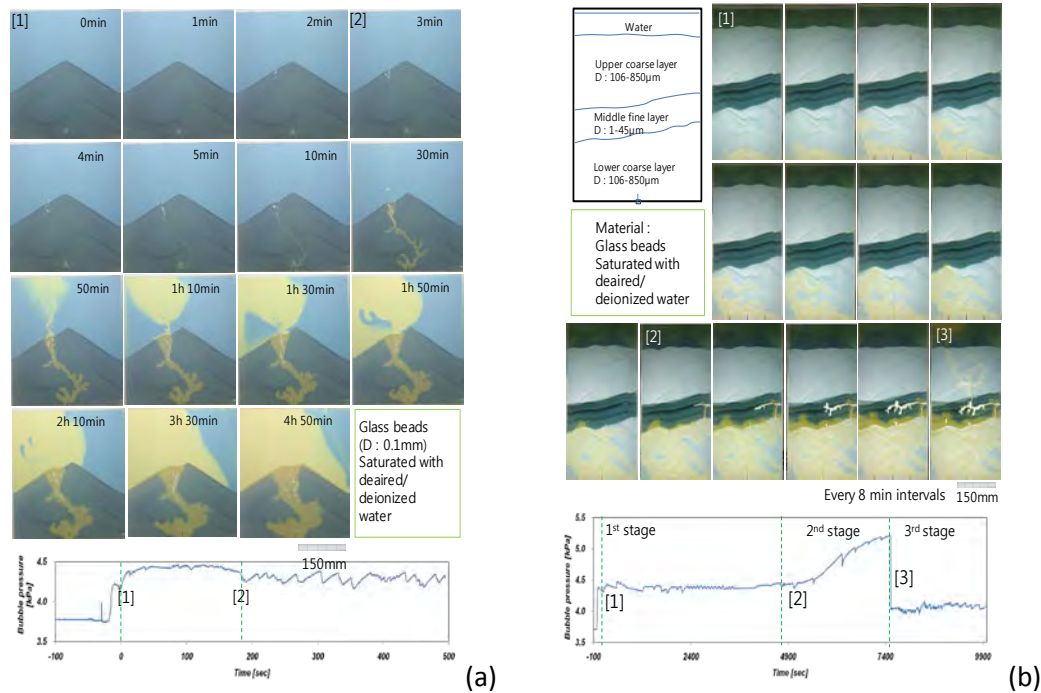 [1]
0min
1min
2min
[2]
3min
4min
5min
10min
30min
50min
1h 10min
1h 30min
1h 50min
2h 10min
3h 30min
4h 50min
Glass beads
(D : 0.1mm)
Saturated with
deaired/
deionized
water
150mm
Bubble pressure
[kPa]
4.5
4.0
3.5
[1]
[2]
-100
0
100
200
300
400
500
Time [sec]
(a)
Water
Upper coarse layer
D : 106-850µm
Middle fine layer
D : 1-45µm
Lower coarse layer
D : 106-850µm
Material :
Glass beads
Saturated with
deaired/
deionized water
[1]
[2]
[3]
Every 8 min intervals
150mm
Bubble pressure [kPa]
5.5
5.0
4.5
4.0
3.5
1st stage
2nd stage
3rd stage
[1]
[2]
[3]
-100
2400
4900
7400
9900
Time [sec]
(b)